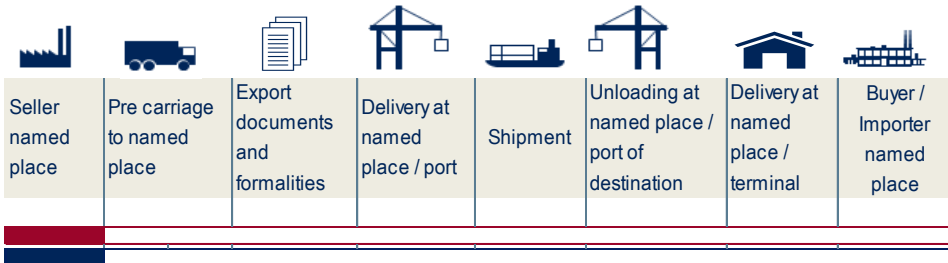 Seller
named
place
Pre carriage
to named
place
Export
documents
and
formalities
Delivery at
named
place / port
Shipment
Unloading at
named place /
port of
destination
Delivery at
named
place /
terminal
Buyer /
Importer
named
place